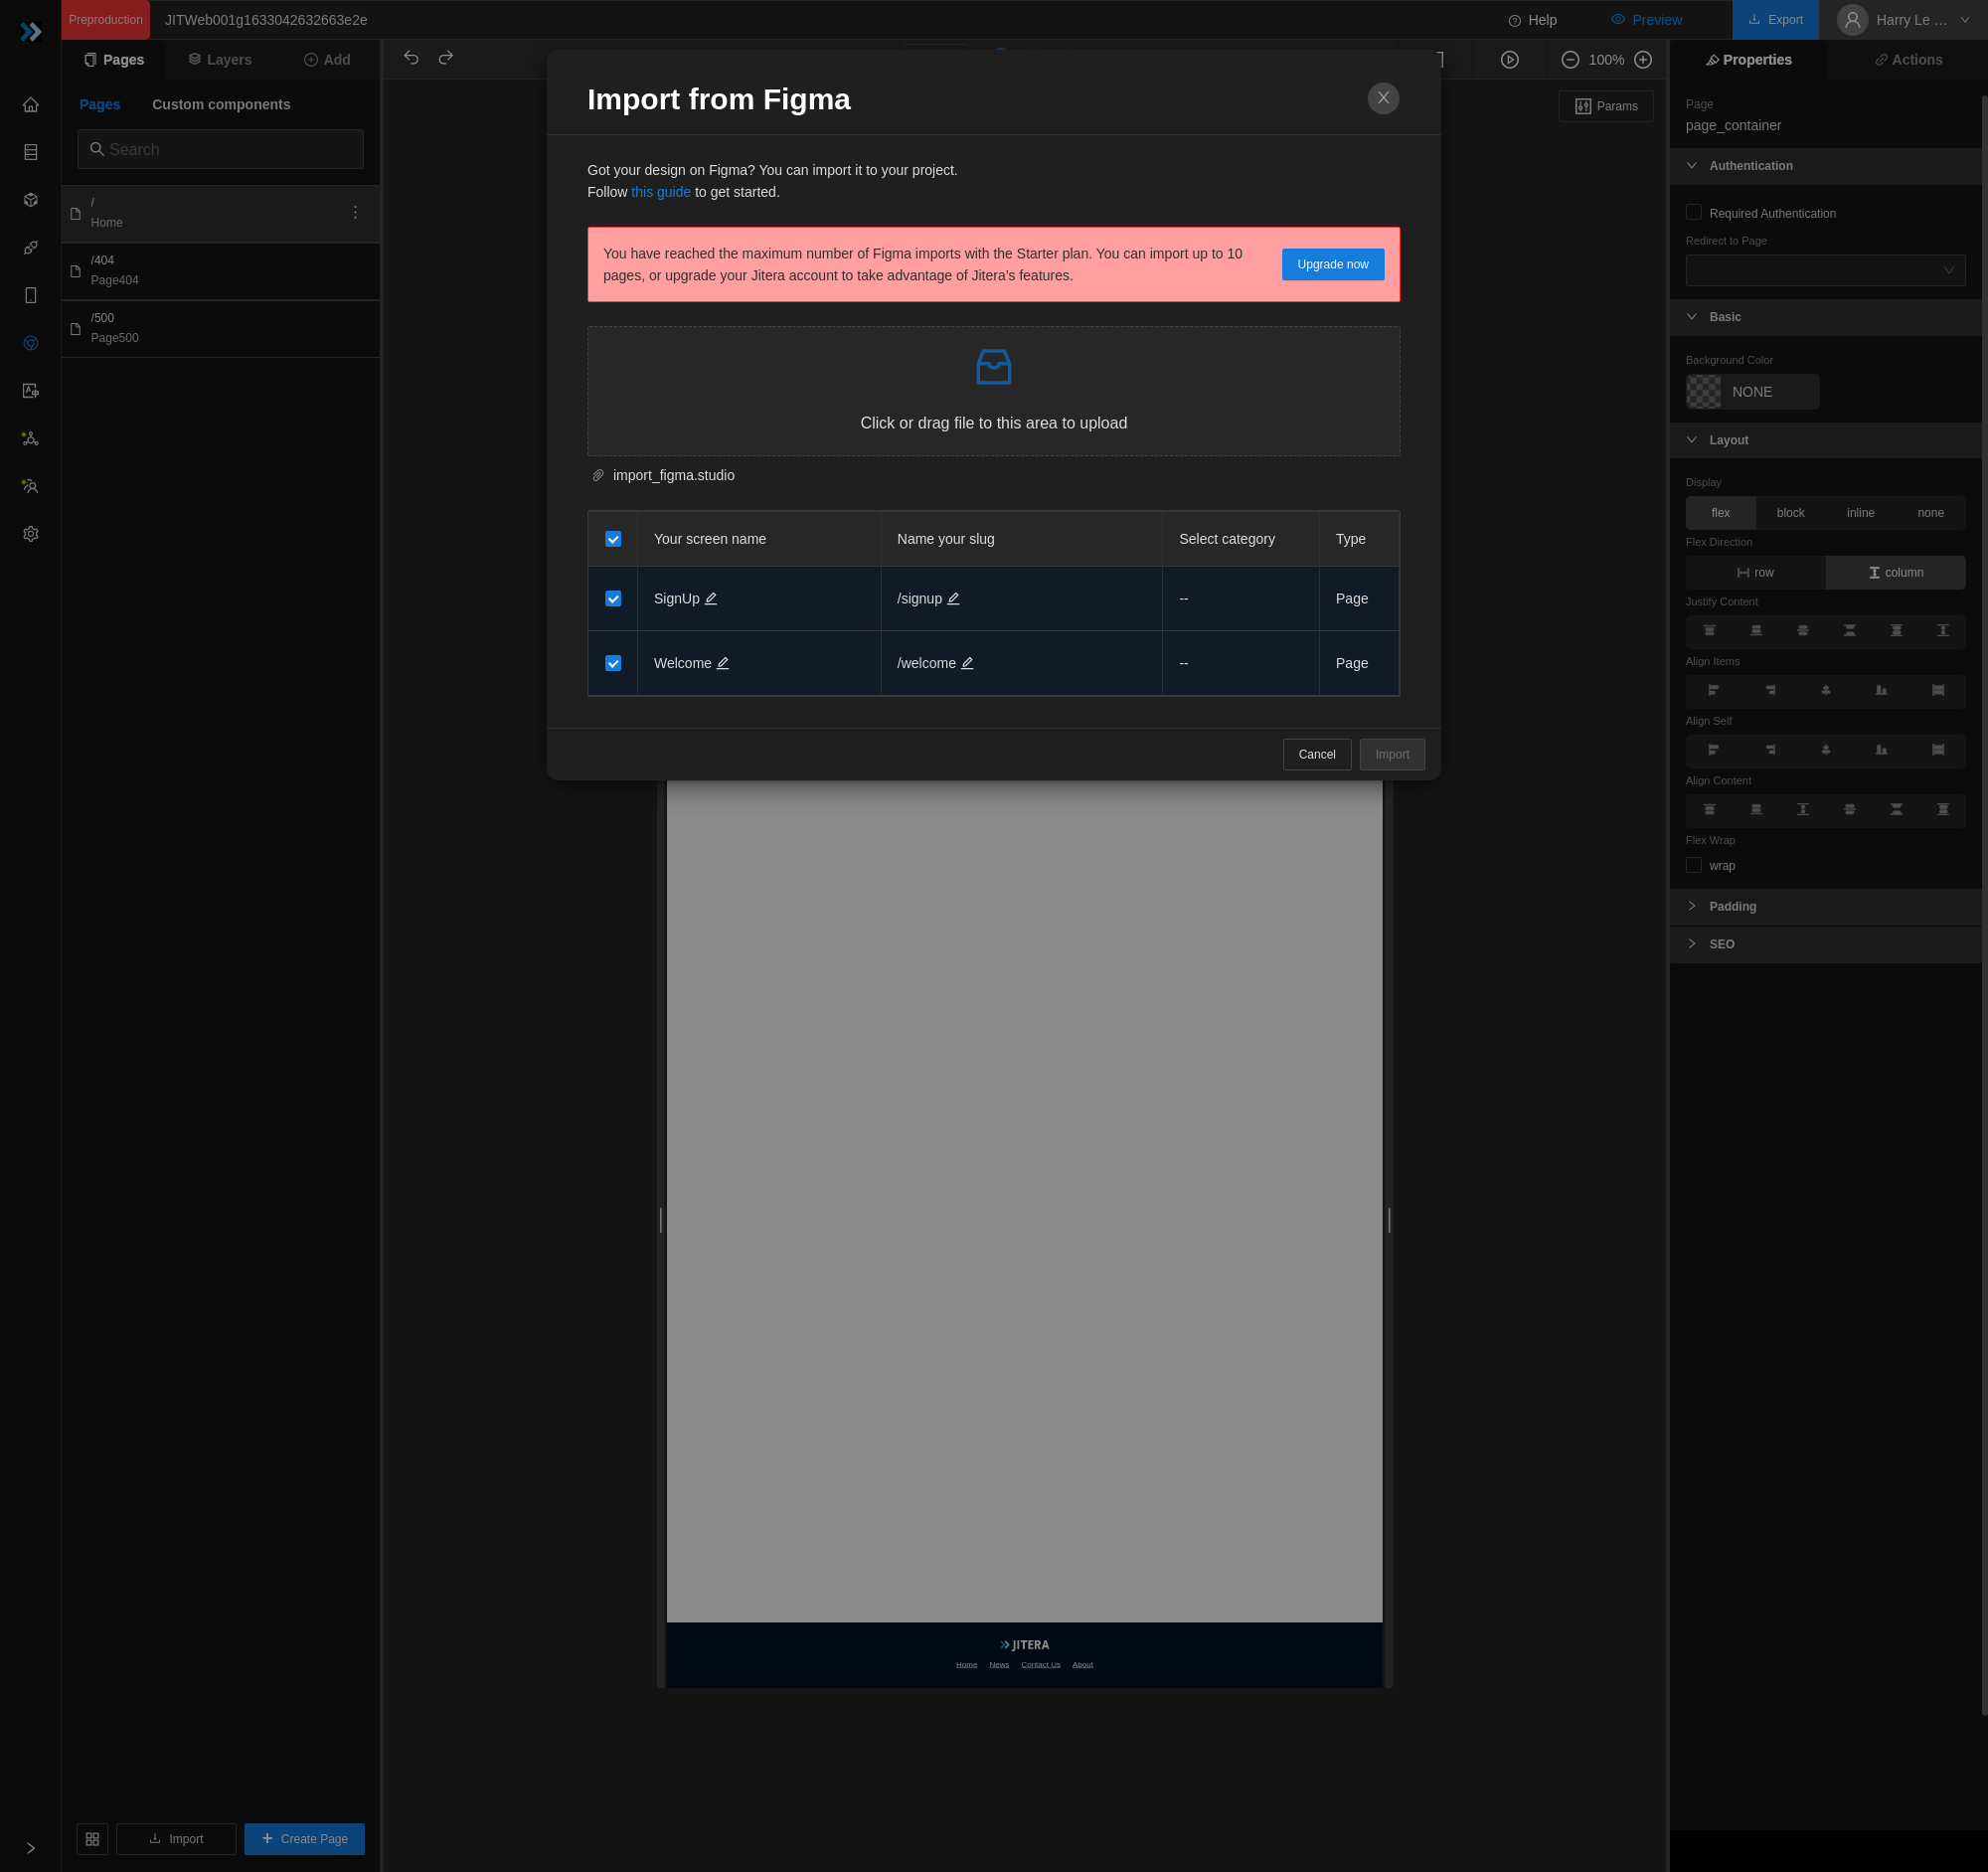 Preproduction
JITWeb001g1633042632663e2e
Help
Preview
Export
Harry Le ...
Pages
Layers
Add
100%
Properties
Actions
Pages
Custom components
Search
/
Home
/404
Page404
/500
Page500
Import
Create Page
Params
Import from Figma
Got your design on Figma? You can import it to your project.
Follow this guide to get started.
You have reached the maximum number of Figma imports with the Starter plan. You can import up to 10
pages, or upgrade your Jitera account to take advantage of Jitera's features.
Upgrade now
Click or drag file to this area to upload
import_figma.studio
Your screen name
Name your slug
Select category
Type
SignUp
/signup
--
Page
Welcome
/welcome
--
Page
Cancel
Import
JITERA
Home
News
Contact Us
About
Page
page_container
Authentication
Required Authentication
Redirect to Page
Basic
Background Color
NONE
Layout
Display
flex
block
inline
none
Flex Direction
row
column
Justify Content
Align Items
Align Self
Align Content
Flex Wrap
wrap
Padding
SEO